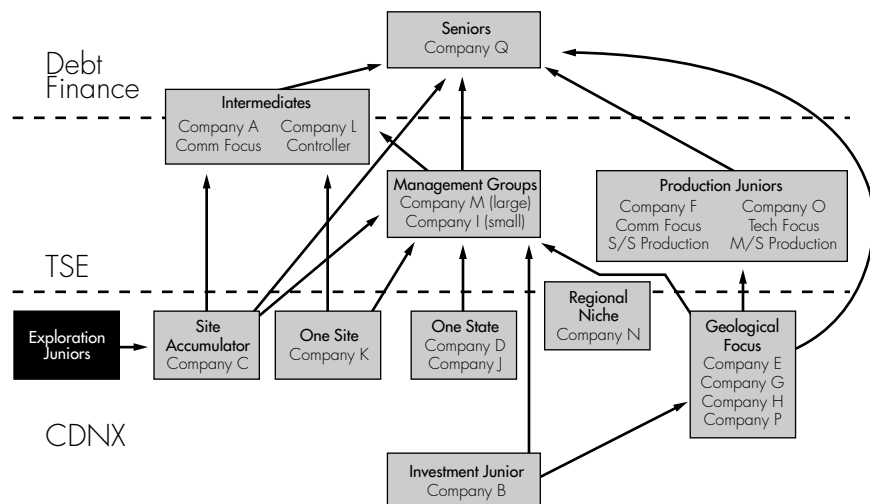 Seniors
Company Q
Debt
Finance
Intermediates
Company A Company L
Comm Focus Controller
Management Groups
Company M (large)
Company I (small)
Production Juniors
Company F Company O
Comm Focus Tech Focus
S/S Production M/S Production
TSE
Exploration
Juniors
Site
Accumulator
Company C
One Site
Company K
One State
Company D
Company J
Regional
Niche
Company N
Geological
Focus
Company E
Company G
Company H
Company P
CDNX
Investment Junior
Company B